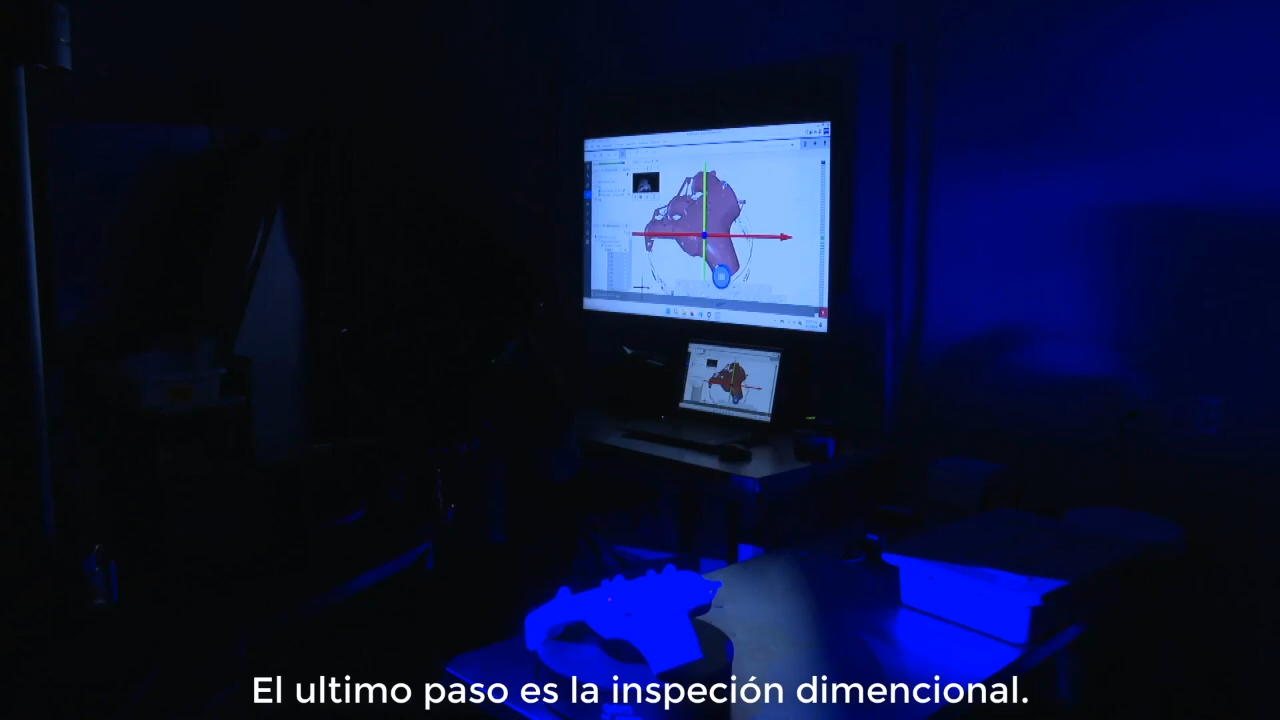 El ultimo paso es la inspeción dimencional.